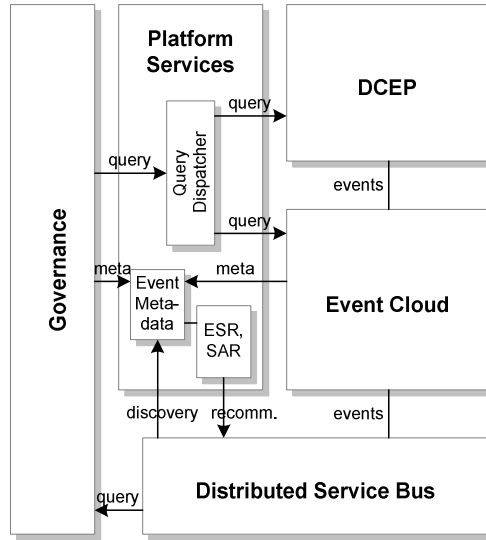 Platform
Services
DCEP
query
query
Query
Dispatcher
events
query
Governance
meta
meta
Event
Meta-
data
Event Cloud
ESR,
SAR
discovery
recomm.
events
Distributed Service Bus
query